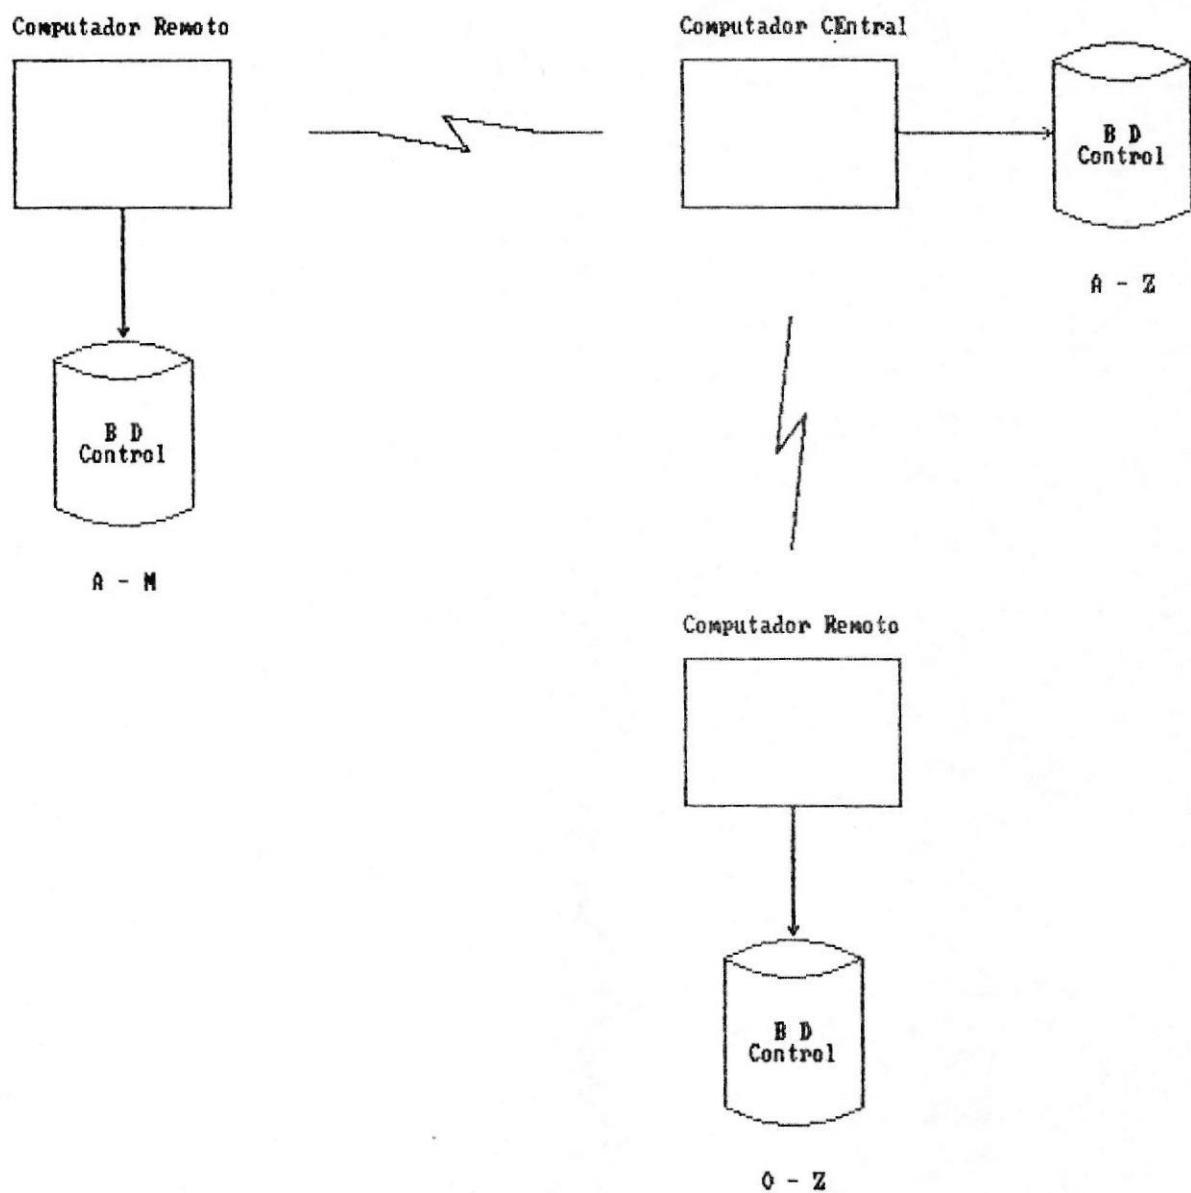 Computador Remoto
Computador CEntral
B D
Control
A - Z
B D
Control
A - M
Computador Remoto
B D
Control
O - Z